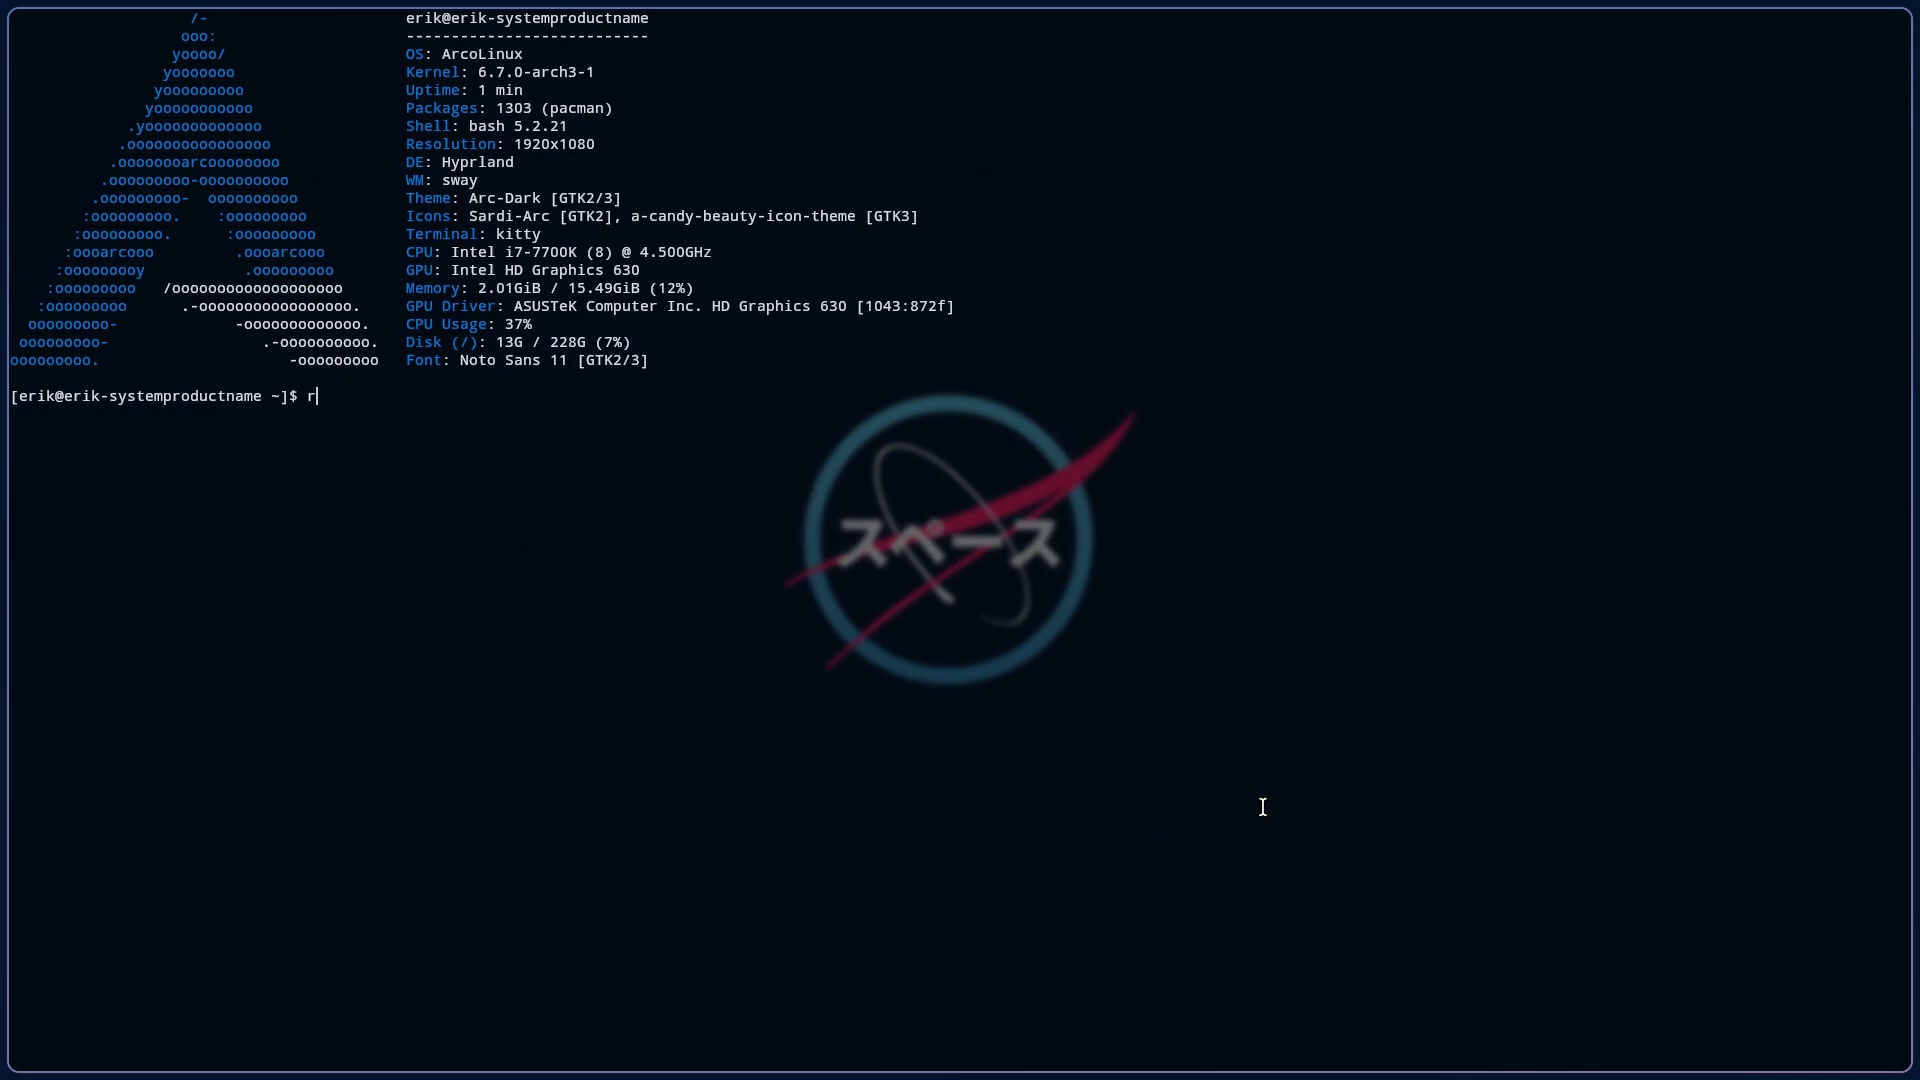 /-
ooo:
yoooo/
yooooooo
yooooooooo
yooooooooooo
.yooooooooooooo
.ooooooooooooooo
.ooooooooarcoooooooo
.ooooooooo-oooooooooo
.ooooooooo-  oooooooooo
:ooooooooo.    :ooooooooo
:ooooooooo.      :ooooooooo
:oooarcooo         .oooarcooo
:ooooooooy           .ooooooooo
:ooooooooo   /ooooooooooooooooooo
:ooooooooo      .-ooooooooooooooooo.
ooooooooo-             -ooooooooooooo.
ooooooooo-                 .-oooooooooo.
ooooooooo.                     -ooooooooo
erik@erik-systemproductname
---------------------------
OS: ArcoLinux
Kernel: 6.7.0-arch3-1
Uptime: 1 min
Packages: 1303 (pacman)
Shell: bash 5.2.21
Resolution: 1920x1080
DE: Hyprland
WM: sway
Theme: Arc-Dark [GTK2/3]
Icons: Sardi-Arc [GTK2], a-candy-beauty-icon-theme [GTK3]
Terminal: kitty
CPU: Intel i7-7700K (8) @ 4.500GHz
GPU: Intel HD Graphics 630
Memory: 2.01GiB / 15.49GiB (12%)
GPU Driver: ASUSTeK Computer Inc. HD Graphics 630 [1043:872f]
CPU Usage: 37%
Disk (/): 13G / 228G (7%)
Font: Noto Sans 11 [GTK2/3]
[erik@erik-systemproductname ~]$ r
スペース